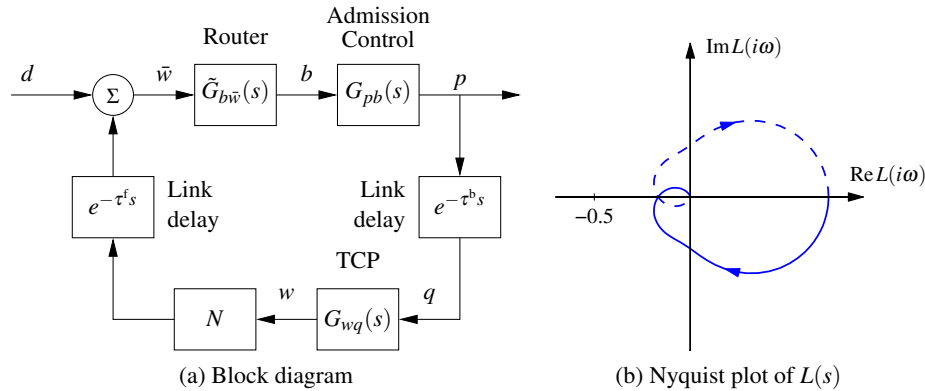 Router
Admission
Control
d
Σ
w̄
G̃_{bw̄}(s)
b
G_{pb}(s)
p
e^{−τ^f s}
Link
delay
Link
delay
e^{−τ^b s}
TCP
N
w
G_{wq}(s)
q
(a) Block diagram
Im L(iω)
Re L(iω)
−0.5
(b) Nyquist plot of L(s)